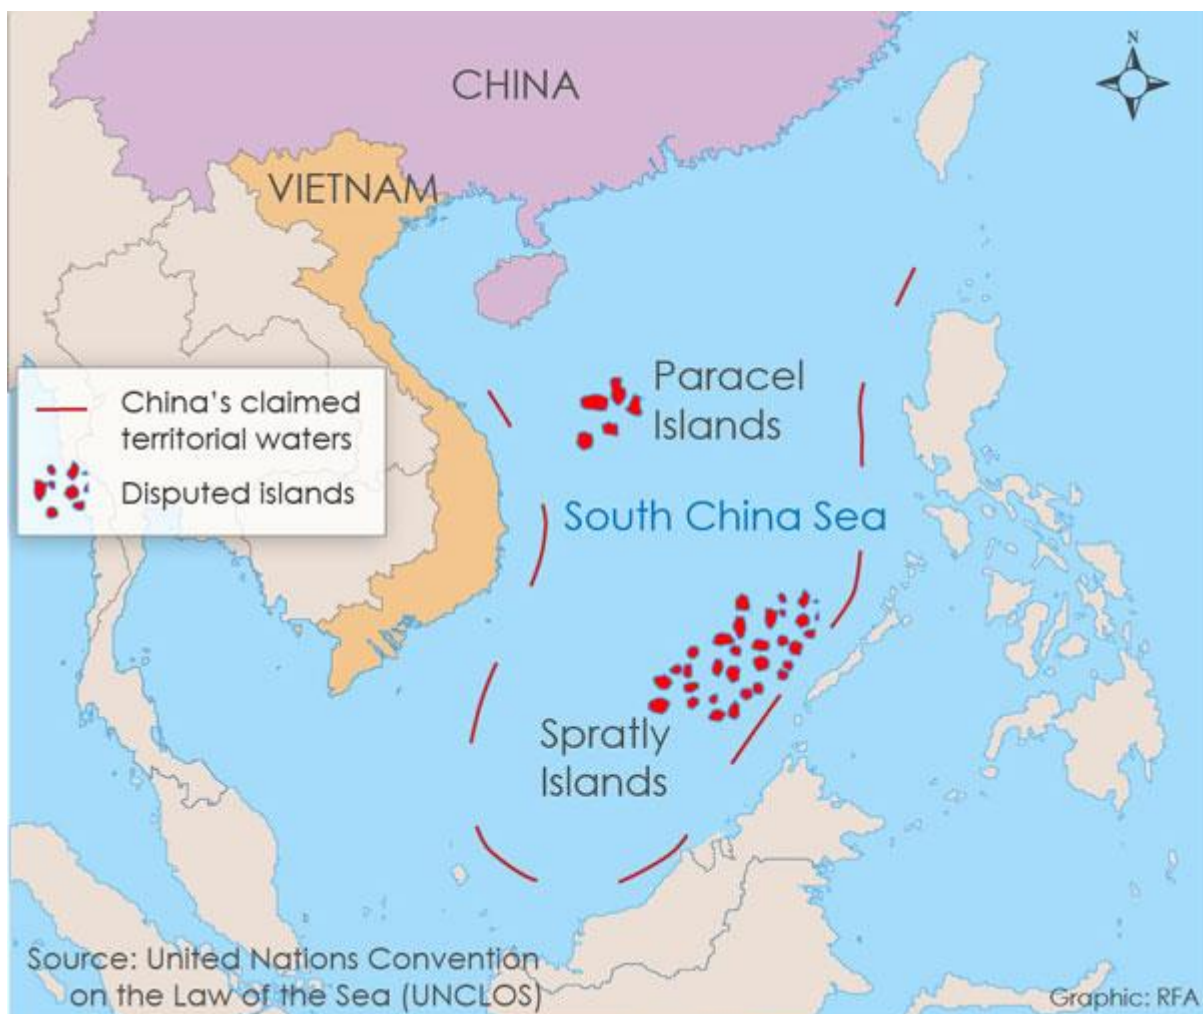 N
CHINA
VIETNAM
China's claimed
territorial waters
Disputed islands
Paracel
Islands
South China Sea
Spratly
Islands
Source: United Nations Convention
on the Law of the Sea (UNCLOS)
Graphic: RFA